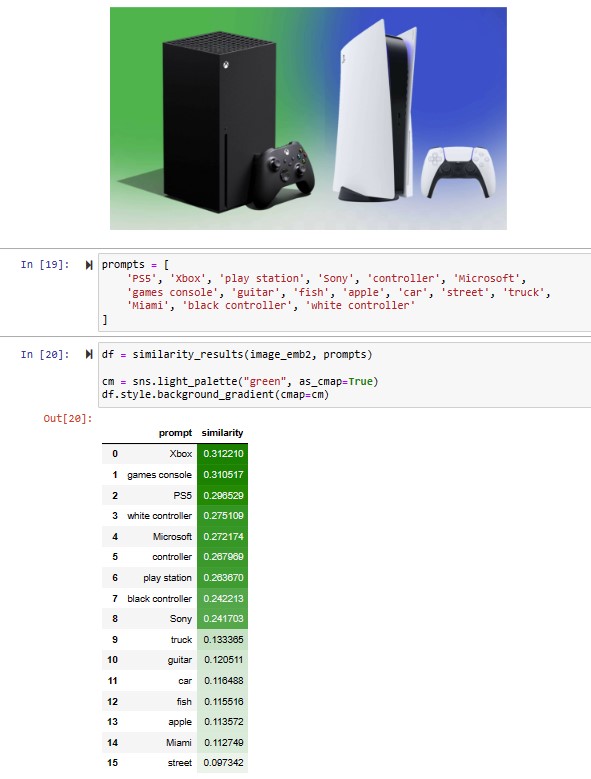 In [19]:
prompts = [
'PS5', 'Xbox', 'play station', 'Sony', 'controller', 'Microsoft',
'games console', 'guitar', 'fish', 'apple', 'car', 'street', 'truck',
'Miami', 'black controller', 'white controller'
]
In [20]:
df = similarity_results(image_emb2, prompts)
cm = sns.light_palette("green", as_cmap=True)
df.style.background_gradient(cmap=cm)
Out[20]:
prompt similarity
0 Xbox 0.312210
1 games console 0.310517
2 PS5 0.296529
3 white controller 0.275109
4 Microsoft 0.272174
5 controller 0.267969
6 play station 0.263670
7 black controller 0.242213
8 Sony 0.241703
9 truck 0.133365
10 guitar 0.120511
11 car 0.116488
12 fish 0.115516
13 apple 0.113572
14 Miami 0.112749
15 street 0.097342